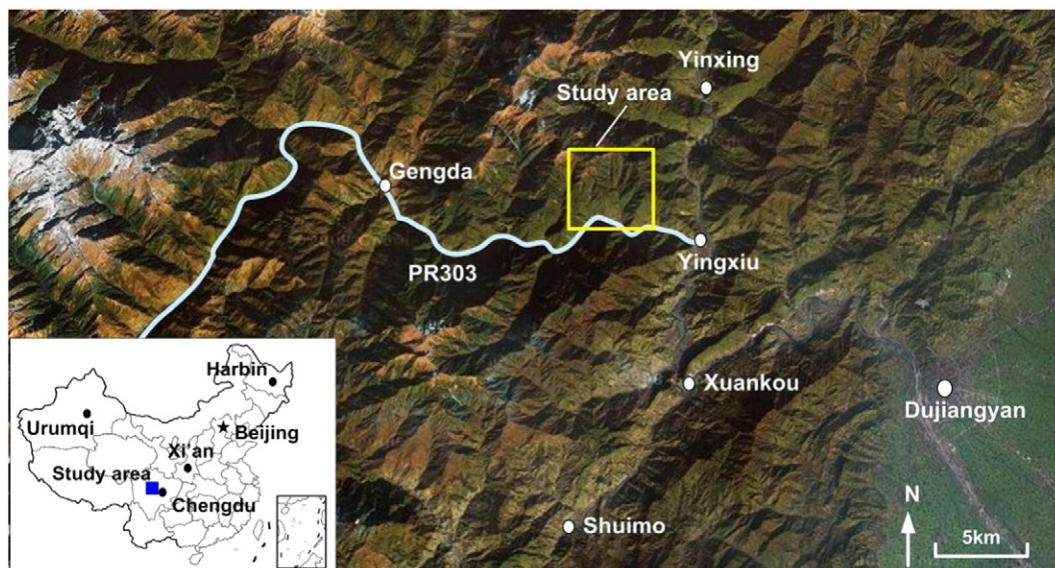 Yinxing
Study area
Gengda
PR303
Yingxiu
Xuankou
Dujiangyan
Shuimo
N
5km
Harbin
Urumqi
Beijing
Xi'an
Study area
Chengdu